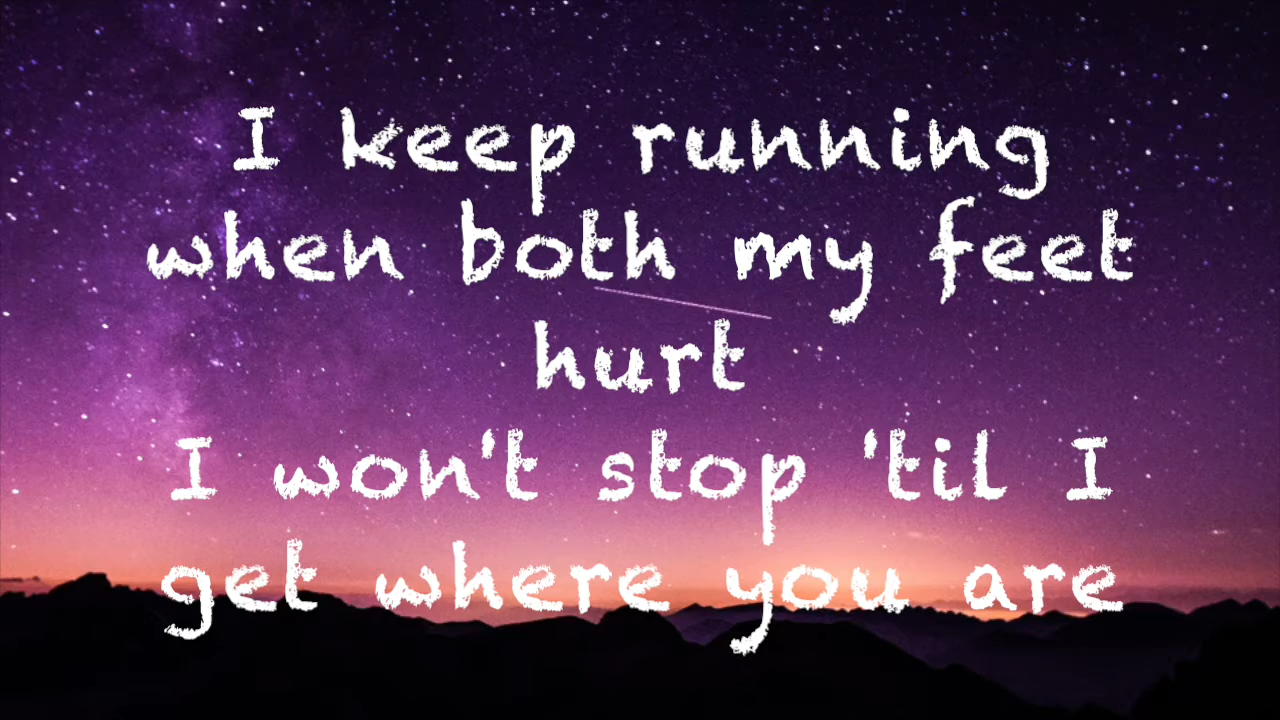 I keep running
when both my feet
hurt
I won't stop 'til I
get where you are